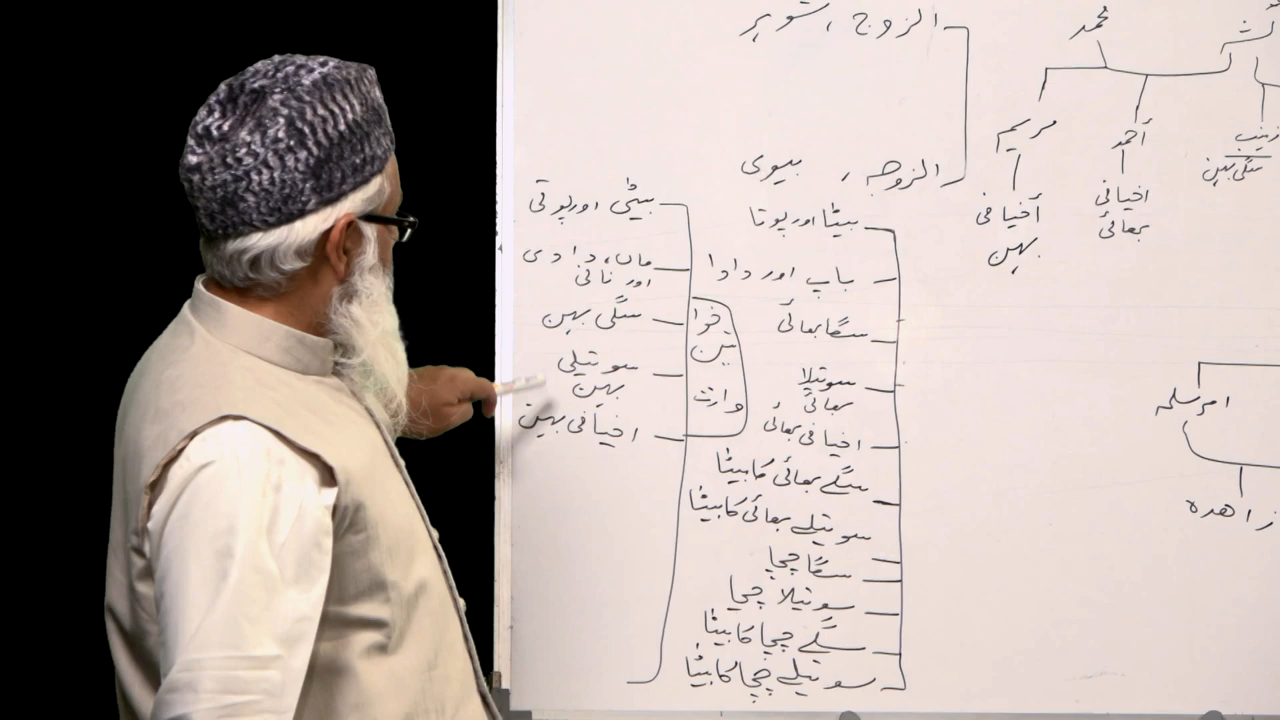 محمد
مریم
أحمد
زینب
أخیافی
بہن
اخیافی
بھائی
سگی بہن
ام سلمہ
زاھدہ
الزوج ، شوہر
الزوجہ ، بیوی
بیٹا اور پوتا
باپ اور دادا
سگا بھائی
سوتیلا
بھائی
اخیافی بھائی
سگے بھائی کا بیٹا
سوتیلے بھائی کا بیٹا
سگا چچا
سوتیلا چچا
سگے چچا کا بیٹا
سوتیلے چچا کا بیٹا
خوا
تین
وارث
بیٹی اور پوتی
ماں، دادی
اور نانی
سگی بہن
سوتیلی
بہن
اخیافی بہن